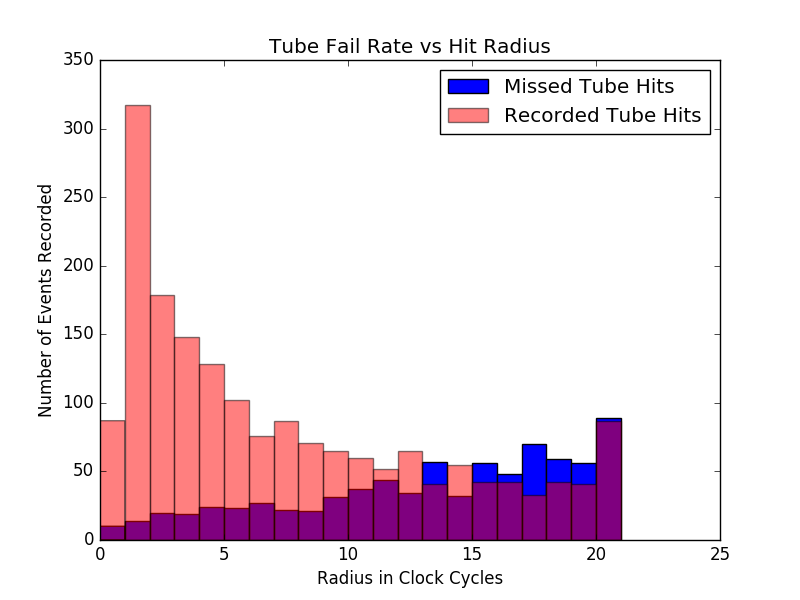 Tube Fail Rate vs Hit Radius
Missed Tube Hits
Recorded Tube Hits
350
300
250
200
150
100
50
0
Number of Events Recorded
0 5 10 15 20 25
Radius in Clock Cycles